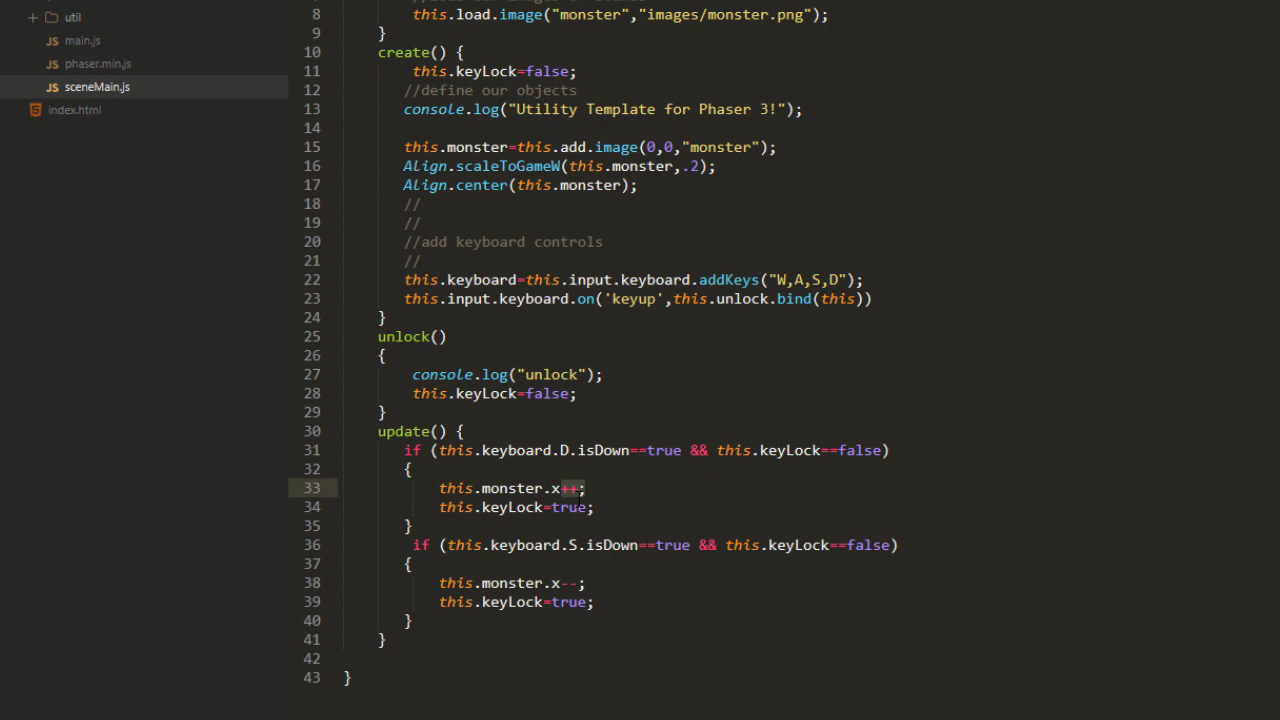 util
main.js
phaser.min.js
sceneMain.js
index.html
8 this.load.image("monster","images/monster.png");
9 }
10 create() {
11 this.keyLock=false;
12 //define our objects
13 console.log("Utility Template for Phaser 3!");
14
15 this.monster=this.add.image(0,0,"monster");
16 Align.scaleToGameW(this.monster,.2);
17 Align.center(this.monster);
18 //
19 //
20 //add keyboard controls
21 //
22 this.keyboard=this.input.keyboard.addKeys("W,A,S,D");
23 this.input.keyboard.on('keyup',this.unlock.bind(this))
24 }
25 unlock()
26 {
27 console.log("unlock");
28 this.keyLock=false;
29 }
30 update() {
31 if (this.keyboard.D.isDown==true && this.keyLock==false)
32 {
33 this.monster.x++;
34 this.keyLock=true;
35 }
36 if (this.keyboard.S.isDown==true && this.keyLock==false)
37 {
38 this.monster.x--;
39 this.keyLock=true;
40 }
41 }
42
43 }